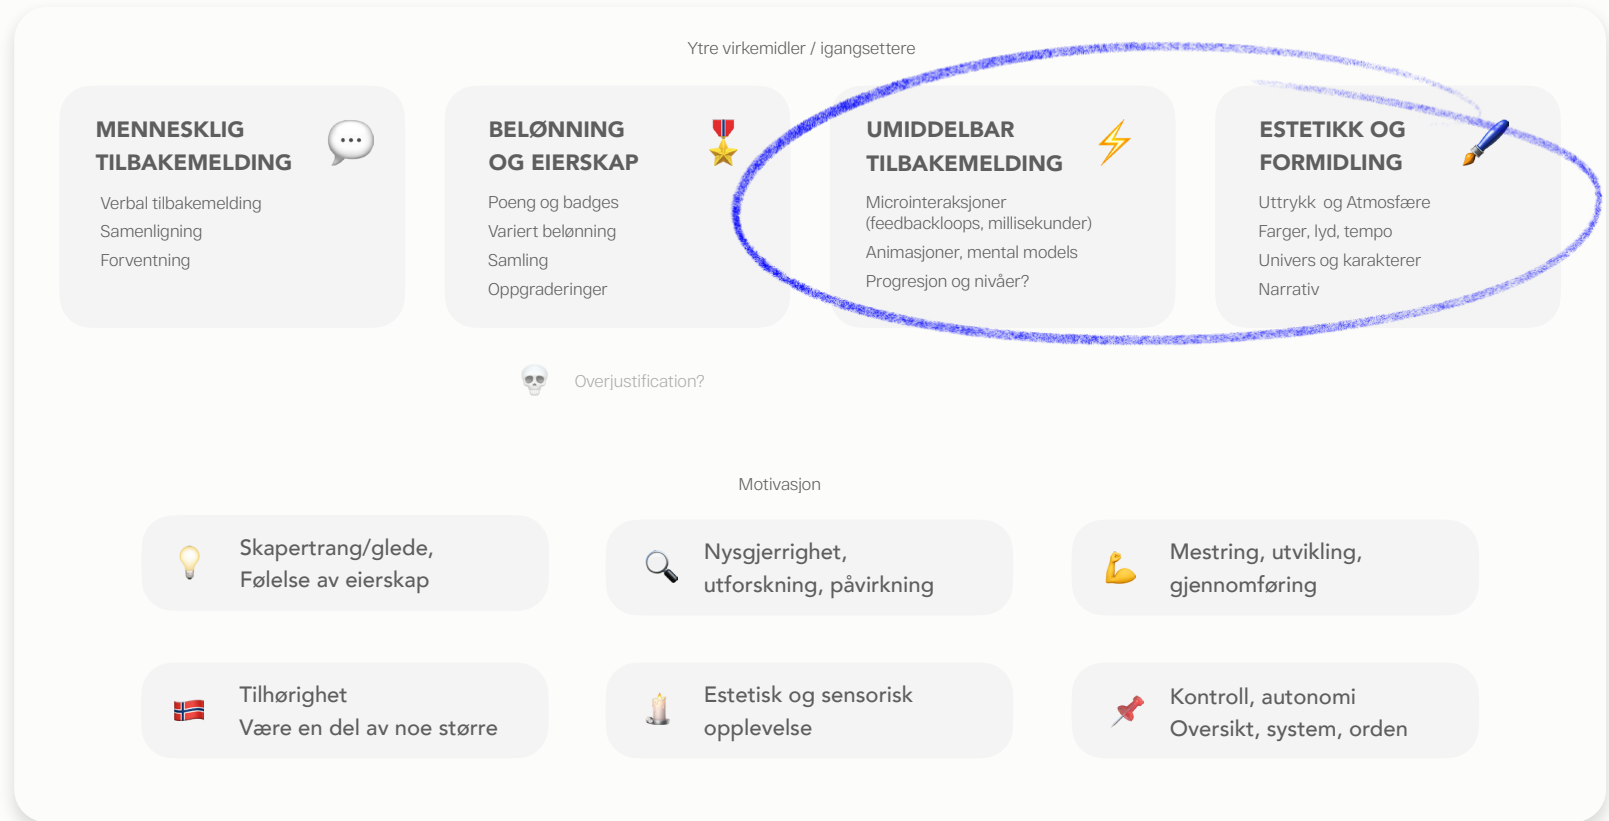 Ytre virkemidler / igangsettere
MENNESKLIG
TILBAKEMELDING
Verbal tilbakemelding
Samenligning
Forventning
BELØNNING
OG EIERSKAP
Poeng og badges
Variert belønning
Samling
Oppgraderinger
UMIDDELBAR
TILBAKEMELDING
Microinteraksjoner
(feedbackloops, millisekunder)
Animasjoner, mental models
Progresjon og nivåer?
ESTETIKK OG
FORMIDLING
Uttrykk og Atmosfære
Farger, lyd, tempo
Univers og karakterer
Narrativ
Overjustification?
Motivasjon
Skapertrang/glede,
Følelse av eierskap
Nysgjerrighet,
utforskning, påvirkning
Mestring, utvikling,
gjennomføring
Tilhørighet
Være en del av noe større
Estetisk og sensorisk
opplevelse
Kontroll, autonomi
Oversikt, system, orden